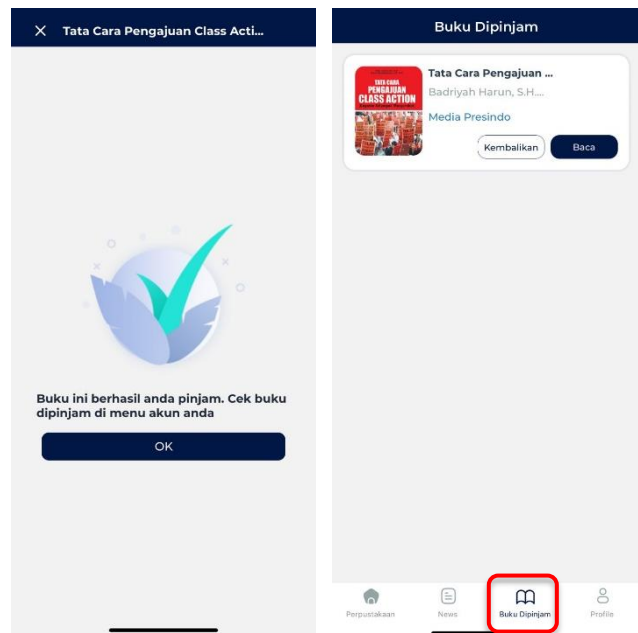 X Tata Cara Pengajuan Class Acti...
Buku ini berhasil anda pinjam. Cek buku
dipinjam di menu akun anda
OK
Buku Dipinjam
TATA CARA
PENGAJUAN
CLASS ACTION
Tata Cara Pengajuan ...
Badriyah Harun, S.H....
Media Presindo
Kembalikan
Baca
Perpustakaan
News
Buku Dipinjam
Profile